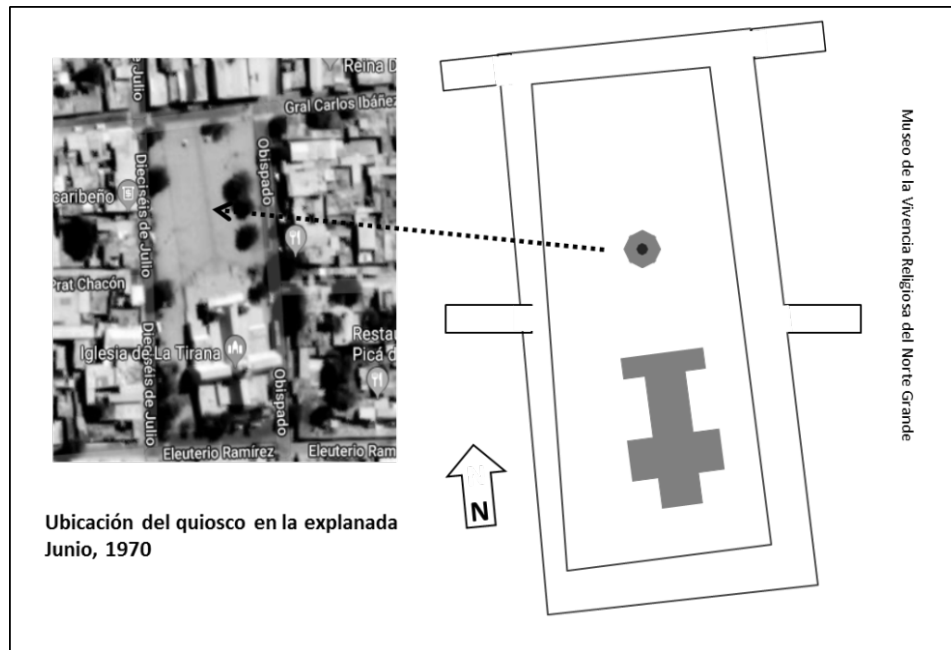 Reina D
Gral Carlos Ibáñez
de Julio
Dieciséis de Julio
Obispado
caribeño
Prat Chacón
Iglesia de La Tirana
Resta
Picá d
Dieciséis de Julio
Obispado
Eleuterio Ramírez
Eleuterio Ram
N
Ubicación del quiosco en la explanada
Junio, 1970
Museo de la Vivencia Religiosa del Norte Grande